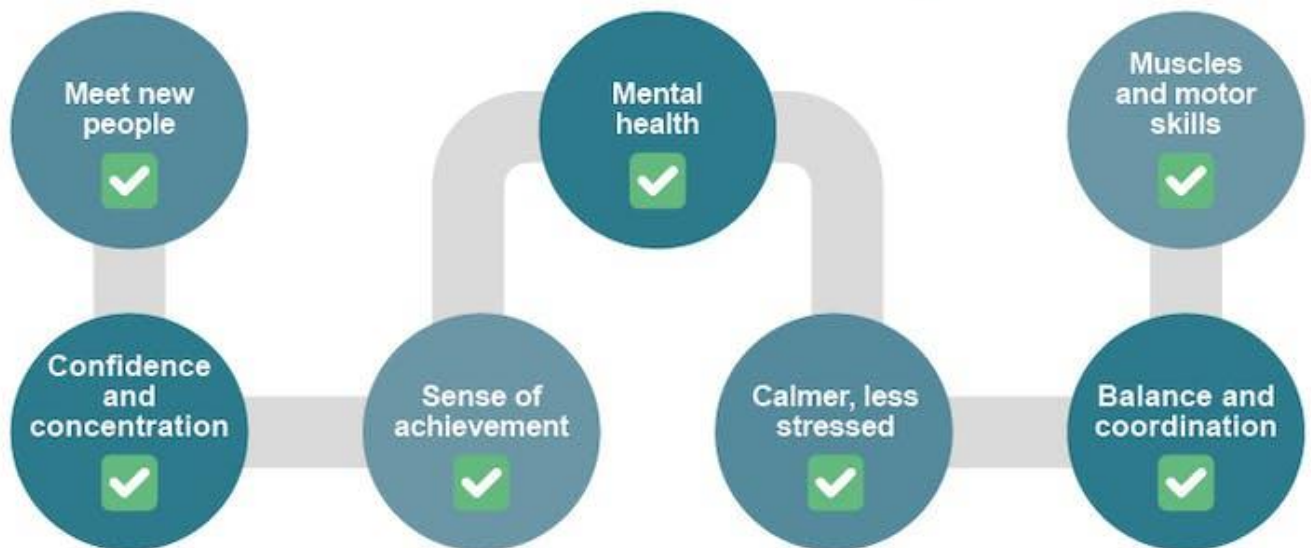 Meet new
people
Confidence
and
concentration
Sense of
achievement
Mental
health
Calmer, less
stressed
Balance and
coordination
Muscles
and motor
skills